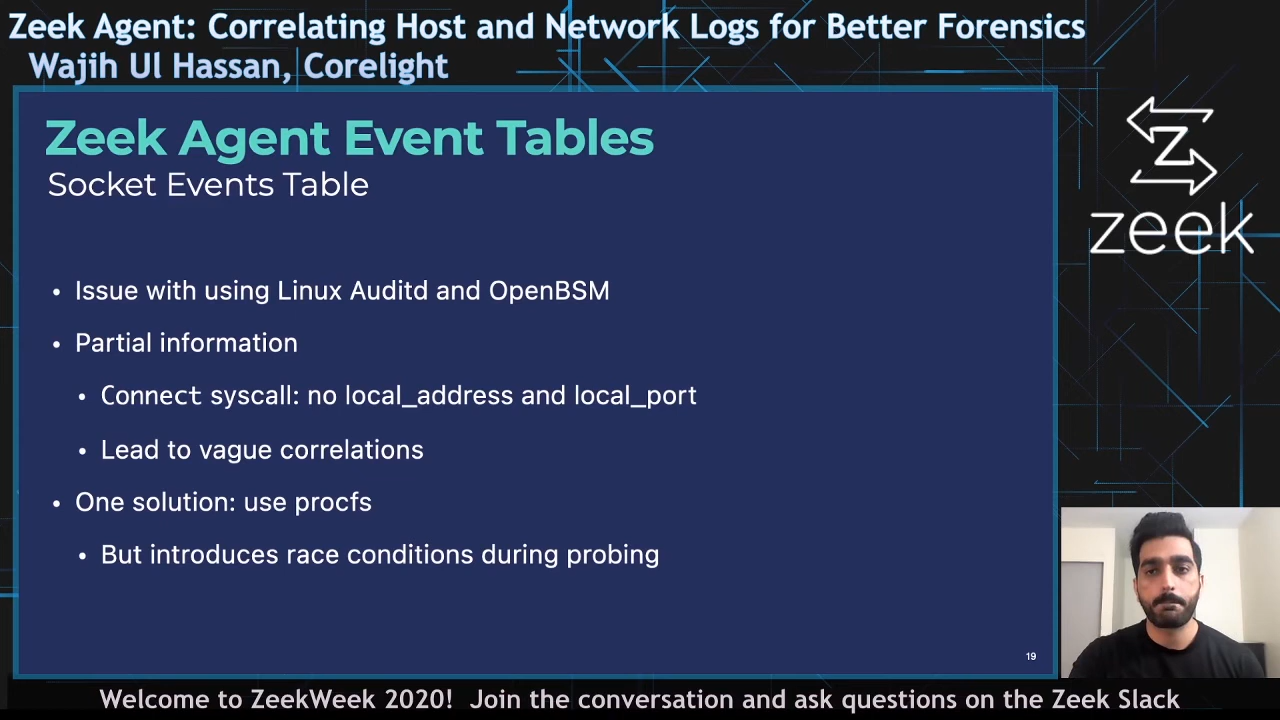 Zeek Agent: Correlating Host and Network Logs for Better Forensics
Wajih Ul Hassan, Corelight
Zeek Agent Event Tables
Socket Events Table
• Issue with using Linux Auditd and OpenBSM
• Partial information
• Connect syscall: no local_address and local_port
• Lead to vague correlations
• One solution: use procfs
• But introduces race conditions during probing
19
Z
zeek
Welcome to ZeekWeek 2020! Join the conversation and ask questions on the Zeek Slack